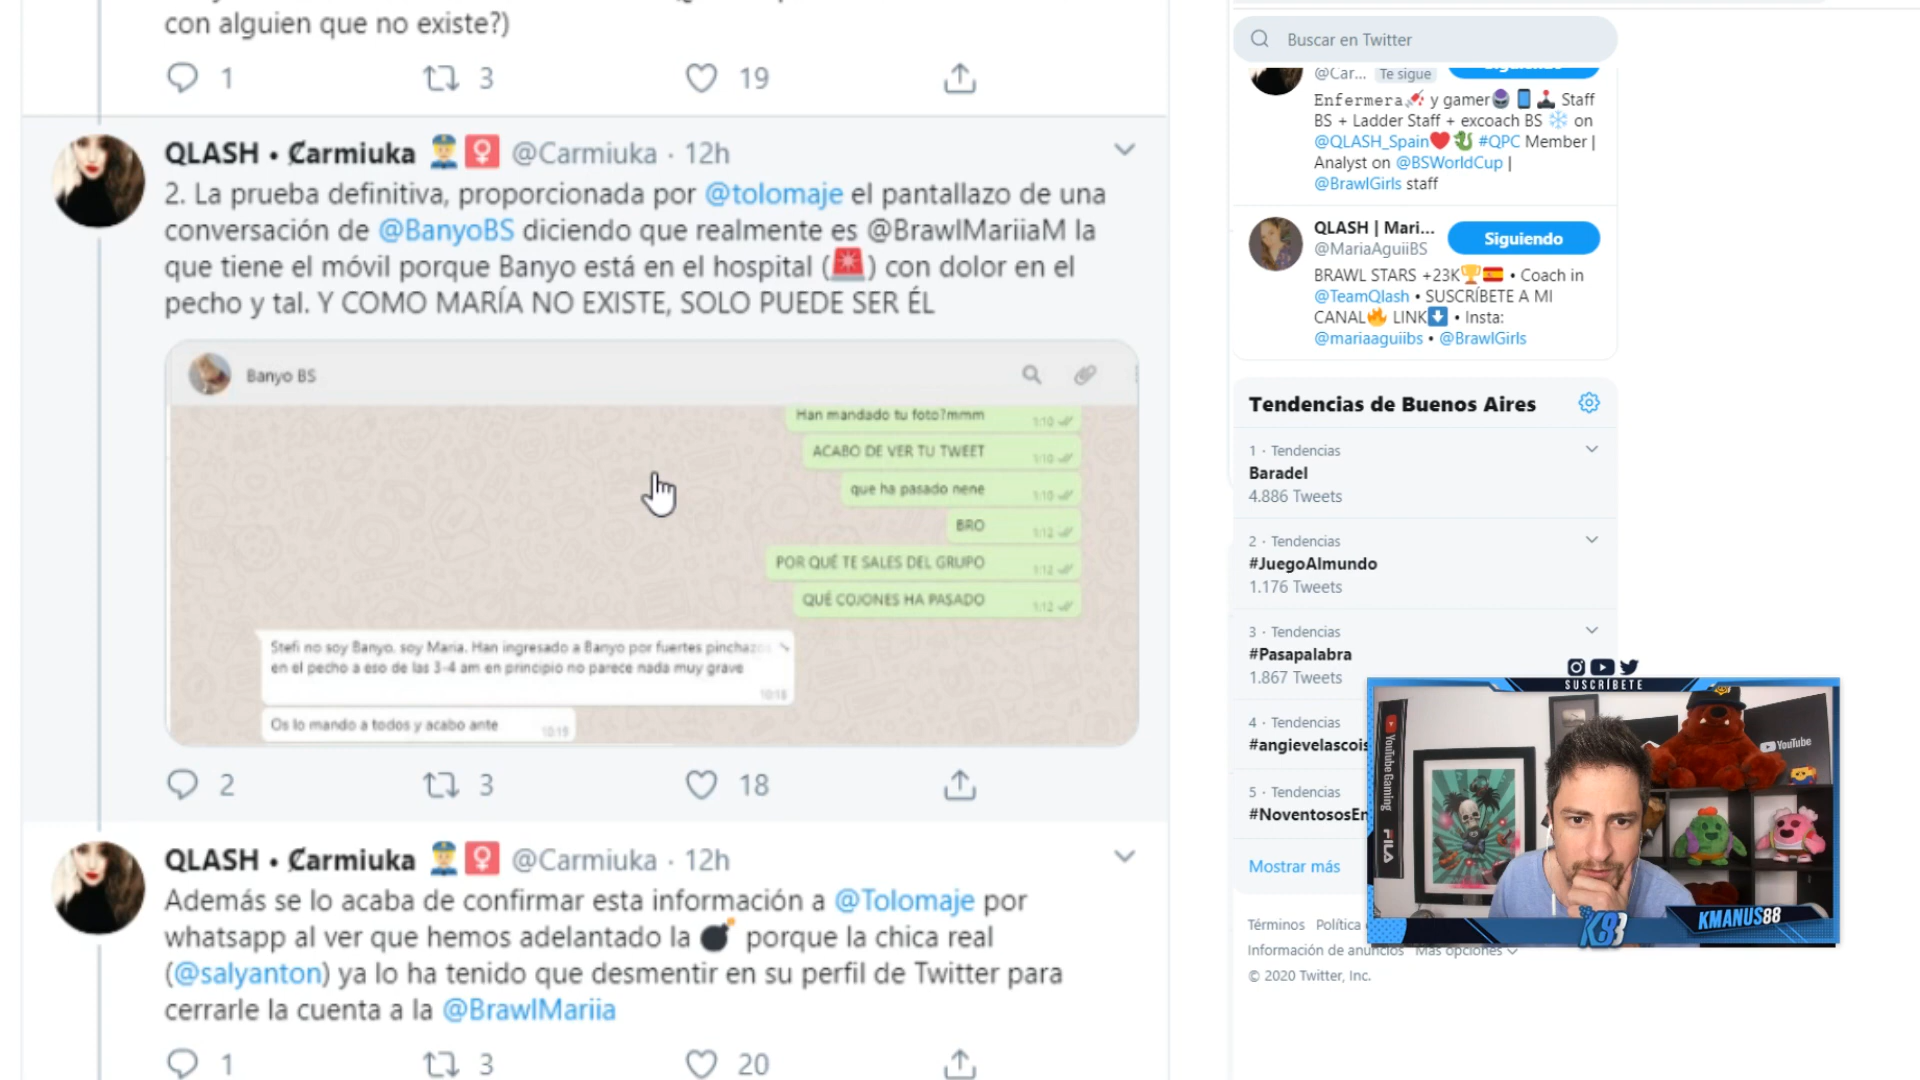 con alguien que no existe?)
1 3 19
QLASH • Ȼarmiuka @Carmiuka · 12h
2. La prueba definitiva, proporcionada por @tolomaje el pantallazo de una
conversación de @BanyoBS diciendo que realmente es @BrawlMariiaM la
que tiene el móvil porque Banyo está en el hospital (🚨) con dolor en el
pecho y tal. Y COMO MARÍA NO EXISTE, SOLO PUEDE SER ÉL
Banyo BS
Han mandado tu foto?mmm 1:10
ACABO DE VER TU TWEET 1:10
que ha pasado nene 1:10
BRO 1:12
POR QUÉ TE SALES DEL GRUPO 1:12
QUÉ COJONES HA PASADO 1:12
Stefi no soy Banyo. soy Maria. Han ingresado a Banyo por fuertes pinchazos
en el pecho a eso de las 3-4 am en principio no parece nada muy grave
10:18
Os lo mando a todos y acabo ante 10:19
2 3 18
QLASH • Ȼarmiuka @Carmiuka · 12h
Además se lo acaba de confirmar esta información a @Tolomaje por
whatsapp al ver que hemos adelantado la 💣 porque la chica real
(@salyanton) ya lo ha tenido que desmentir en su perfil de Twitter para
cerrarle la cuenta a la @BrawlMariia
1 3 20
Buscar en Twitter
@Car... Te sigue Siguiendo
Enfermera💉 y gamer🔮📱🕹️ Staff
BS + Ladder Staff + excoach BS ❄️ on
@QLASH_Spain❤️🐉 #QPC Member |
Analyst on @BSWorldCup |
@BrawlGirls staff
QLASH | Mari... Siguiendo
@MariaAguiiBS
BRAWL STARS +23K🏆🇪🇸 • Coach in
@TeamQlash • SUSCRÍBETE A MI
CANAL🔥 LINK⬇️ • Insta:
@mariaaguiibs • @BrawlGirls
Tendencias de Buenos Aires
1 · Tendencias
Baradel
4.886 Tweets
2 · Tendencias
#JuegoAlmundo
1.176 Tweets
3 · Tendencias
#Pasapalabra
1.867 Tweets
4 · Tendencias
#angievelascois
5 · Tendencias
#NoventososEn
Mostrar más
Términos Política
Información de anuncios Más opciones
© 2020 Twitter, Inc.
SUSCRÍBETE
YouTube Gaming
FILA
YouTube
K88
KMANUS88